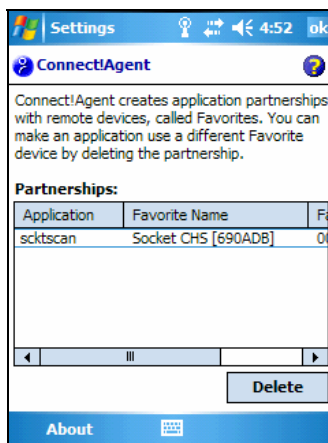 Settings 4:52 ok
Connect!Agent ?
Connect!Agent creates application partnerships
with remote devices, called Favorites. You can
make an application use a different Favorite
device by deleting the partnership.
Partnerships:
Application Favorite Name Fa
scktscan Socket CHS [690ADB] 00
Delete
About